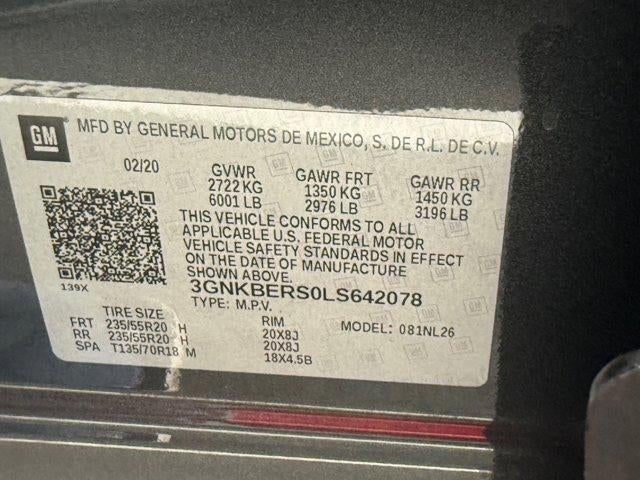 GM MFD BY GENERAL MOTORS DE MEXICO, S. DE R.L. DE C.V.
02/20 GVWR GAWR FRT GAWR RR
2722 KG 1350 KG 1450 KG
6001 LB 2976 LB 3196 LB
THIS VEHICLE CONFORMS TO ALL
APPLICABLE U.S. FEDERAL MOTOR
VEHICLE SAFETY STANDARDS IN EFFECT
ON THE DATE OF MANUFACTURE
SHOWN ABOVE.
139X
3GNKBERS0LS642078
TYPE: M.P.V. MODEL: 081NL26
TIRE SIZE RIM
FRT 235/55R20 H 20X8J
RR 235/55R20 H 20X8J
SPA T135/70R18 M 18X4.5B